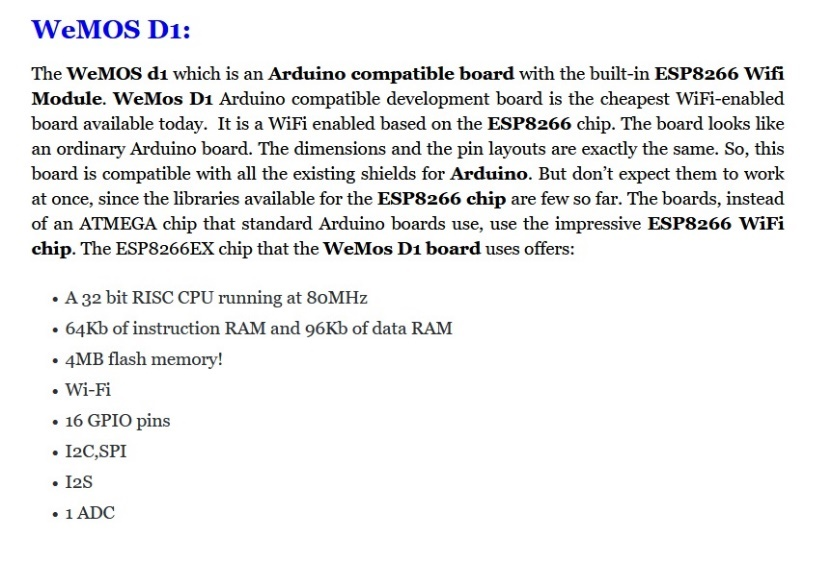 WeMOS D1:
The WeMOS d1 which is an Arduino compatible board with the built-in ESP8266 Wifi
Module. WeMos D1 Arduino compatible development board is the cheapest WiFi-enabled
board available today. It is a WiFi enabled based on the ESP8266 chip. The board looks like
an ordinary Arduino board. The dimensions and the pin layouts are exactly the same. So, this
board is compatible with all the existing shields for Arduino. But don't expect them to work
at once, since the libraries available for the ESP8266 chip are few so far. The boards, instead
of an ATMEGA chip that standard Arduino boards use, use the impressive ESP8266 WiFi
chip. The ESP8266EX chip that the WeMos D1 board uses offers:
• A 32 bit RISC CPU running at 80MHz
• 64Kb of instruction RAM and 96Kb of data RAM
• 4MB flash memory!
• Wi-Fi
• 16 GPIO pins
• I2C,SPI
• I2S
• 1 ADC